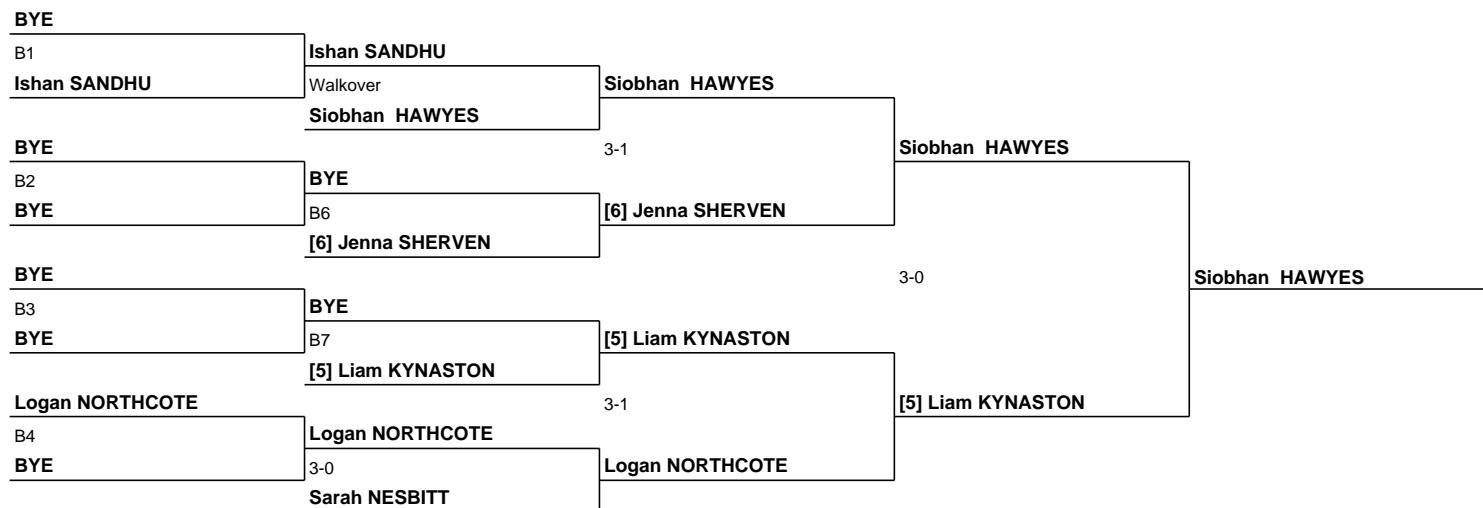 BYE
B1
Ishan SANDHU
Ishan SANDHU
Walkover
Siobhan HAWYES
Siobhan HAWYES
BYE
B2
BYE
BYE
B6
[6] Jenna SHERVEN
3-1
[6] Jenna SHERVEN
Siobhan HAWYES
BYE
B3
BYE
BYE
B7
[5] Liam KYNASTON
[5] Liam KYNASTON
3-0
Siobhan HAWYES
Logan NORTHCOTE
B4
BYE
Logan NORTHCOTE
3-0
Sarah NESBITT
3-1
Logan NORTHCOTE
[5] Liam KYNASTON